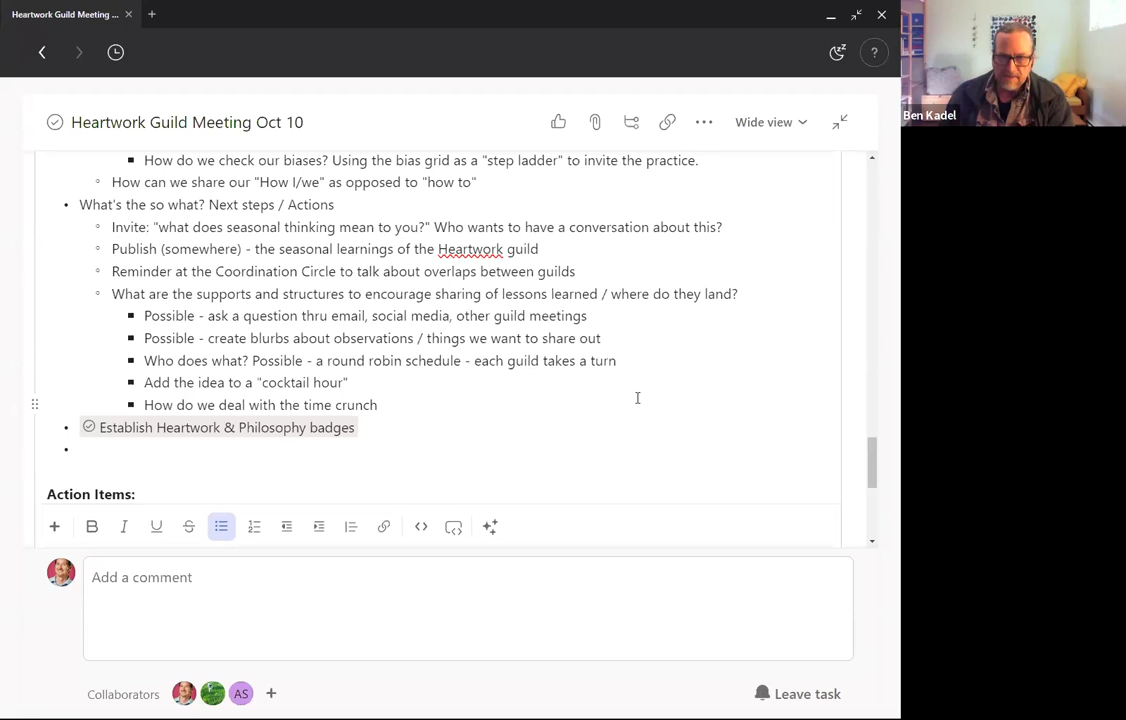 Heartwork Guild Meeting ...
Heartwork Guild Meeting Oct 10
Wide view
How do we check our biases? Using the bias grid as a "step ladder" to invite the practice.
How can we share our "How I/we" as opposed to "how to"
What's the so what? Next steps / Actions
Invite: "what does seasonal thinking mean to you?" Who wants to have a conversation about this?
Publish (somewhere) - the seasonal learnings of the Heartwork guild
Reminder at the Coordination Circle to talk about overlaps between guilds
What are the supports and structures to encourage sharing of lessons learned / where do they land?
Possible - ask a question thru email, social media, other guild meetings
Possible - create blurbs about observations / things we want to share out
Who does what? Possible - a round robin schedule - each guild takes a turn
Add the idea to a "cocktail hour"
How do we deal with the time crunch
Establish Heartwork & Philosophy badges
Action Items:
Add a comment
Collaborators AS
Leave task
Ben Kadel